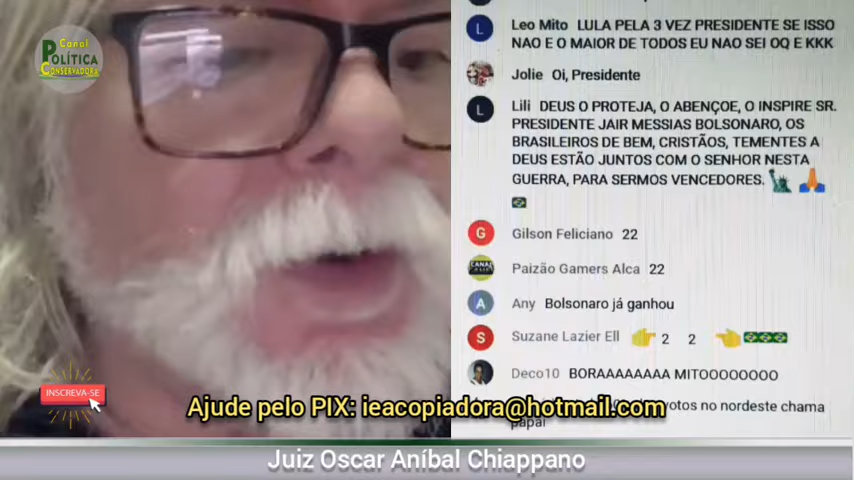 Canal
POLÍTICA
CONSERVADORA
Leo Mito LULA PELA 3 VEZ PRESIDENTE SE ISSO
NAO E O MAIOR DE TODOS EU NAO SEI OQ E KKK
Jolie Oi, Presidente
L Lili DEUS O PROTEJA, O ABENÇOE, O INSPIRE SR.
PRESIDENTE JAIR MESSIAS BOLSONARO, OS
BRASILEIROS DE BEM, CRISTÃOS, TEMENTES A
DEUS ESTÃO JUNTOS COM O SENHOR NESTA
GUERRA, PARA SERMOS VENCEDORES.
G Gilson Feliciano 22
Paizão Gamers Alca 22
A Any Bolsonaro já ganhou
S Suzane Lazier Ell 2 2
Deco10 BORAAAAAAAA MITOOOOOOOO
votos no nordeste chama
papai
INSCREVA-SE
Ajude pelo PIX: ieacopiadora@hotmail.com
Juiz Oscar Aníbal Chiappano